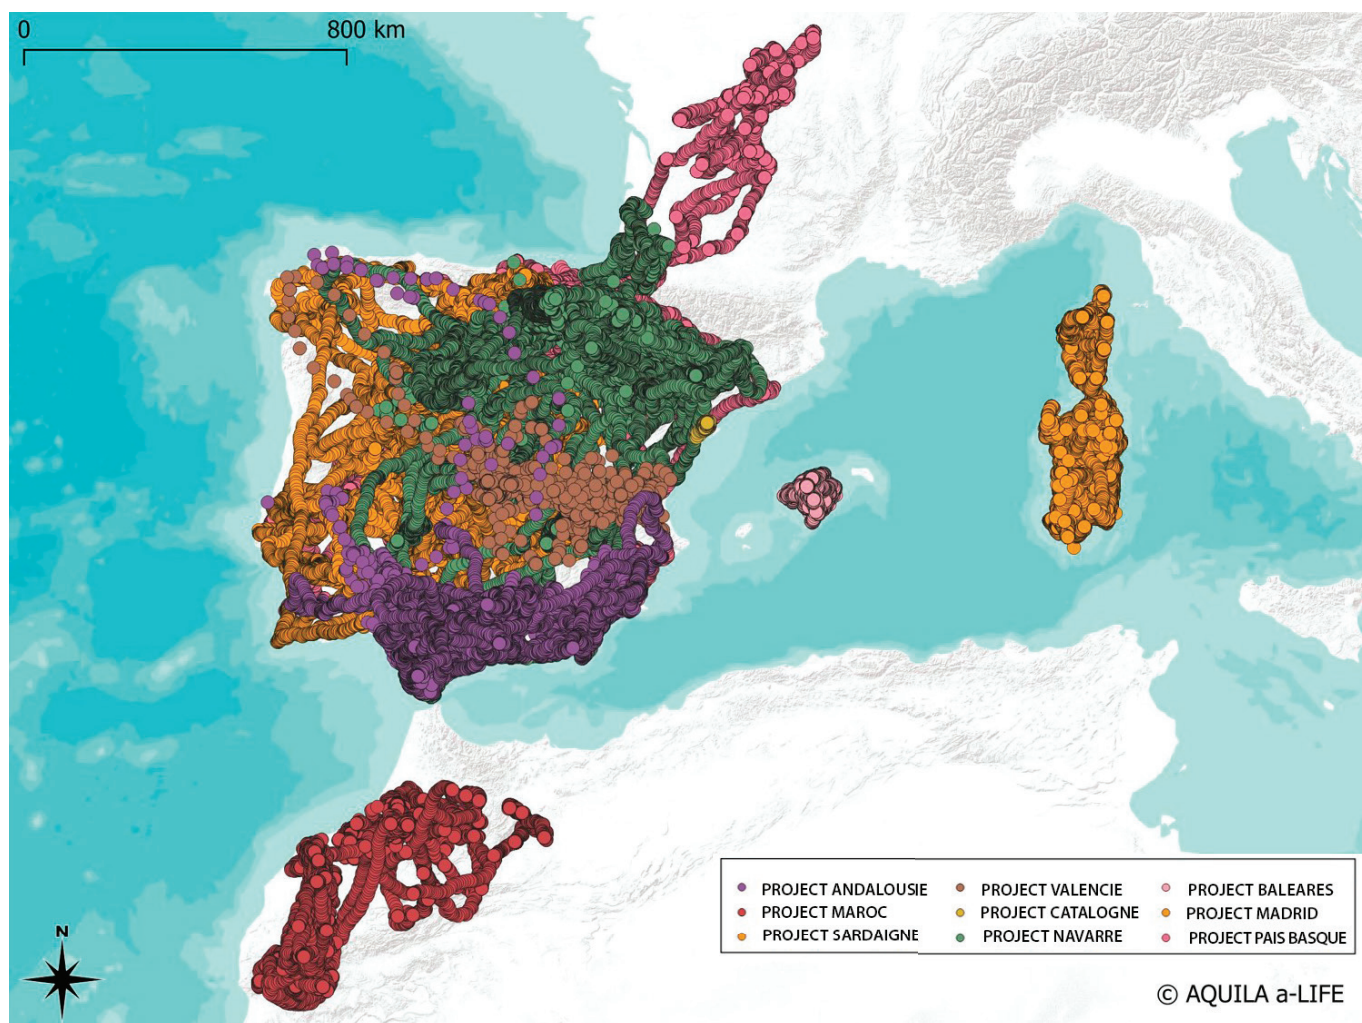 0 800 km
PROJECT ANDALOUSIE PROJECT VALENCIE PROJECT BALEARES
PROJECT MAROC PROJECT CATALOGNE PROJECT MADRID
PROJECT SARDAIGNE PROJECT NAVARRE PROJECT PAIS BASQUE
N
© AQUILA a-LIFE